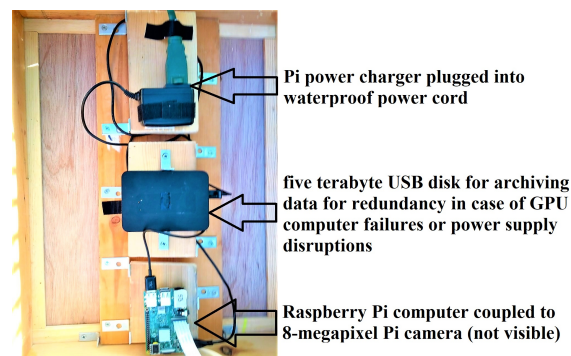 Pi power charger plugged into
waterproof power cord
five terabyte USB disk for archiving
data for redundancy in case of GPU
computer failures or power supply
disruptions
Raspberry Pi computer coupled to
8-megapixel Pi camera (not visible)